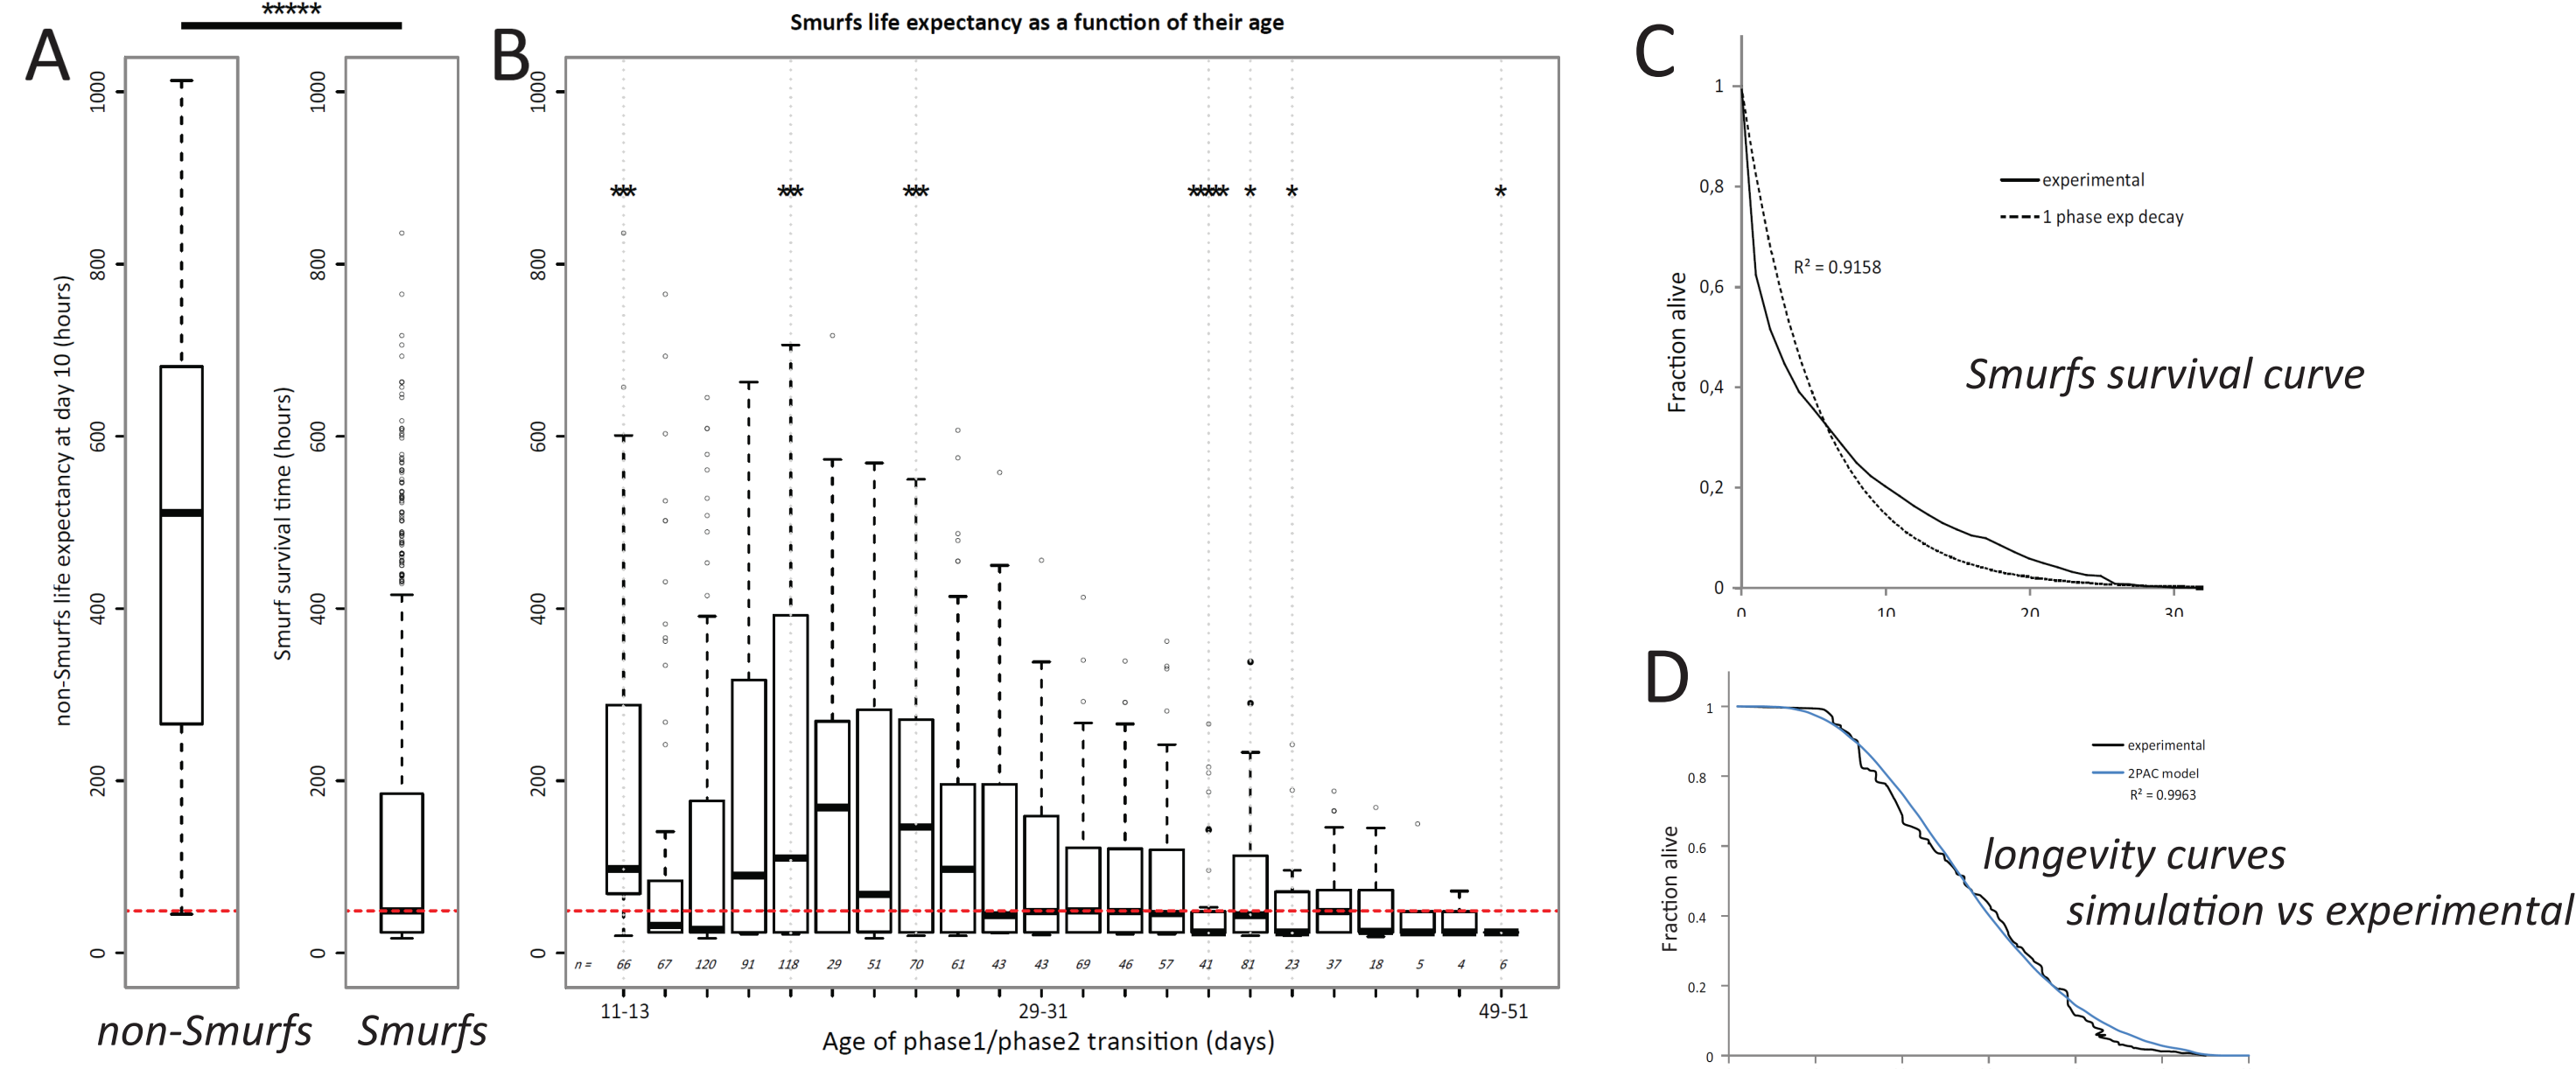 A
*****
non-Smurfs life expectancy at day 10 (hours)
0 200 400 600 800 1000
non-Smurfs
Smurf survival time (hours)
0 200 400 600 800 1000
Smurfs
B
Smurfs life expectancy as a function of their age
0 200 400 600 800 1000
*** *** *** ***** * * *
n = 66 67 120 91 118 29 51 70 61 43 43 69 46 57 41 81 23 37 18 5 4 6
11-13 29-31 49-51
Age of phase1/phase2 transition (days)
C
Fraction alive
1
0,8
0,6
0,4
0,2
0
experimental
1 phase exp decay
R² = 0.9158
Smurfs survival curve
0 10 20 30
D
Fraction alive
1
0.8
0.6
0.4
0.2
0
experimental
2PAC model
R² = 0.9963
longevity curves
simulation vs experimental